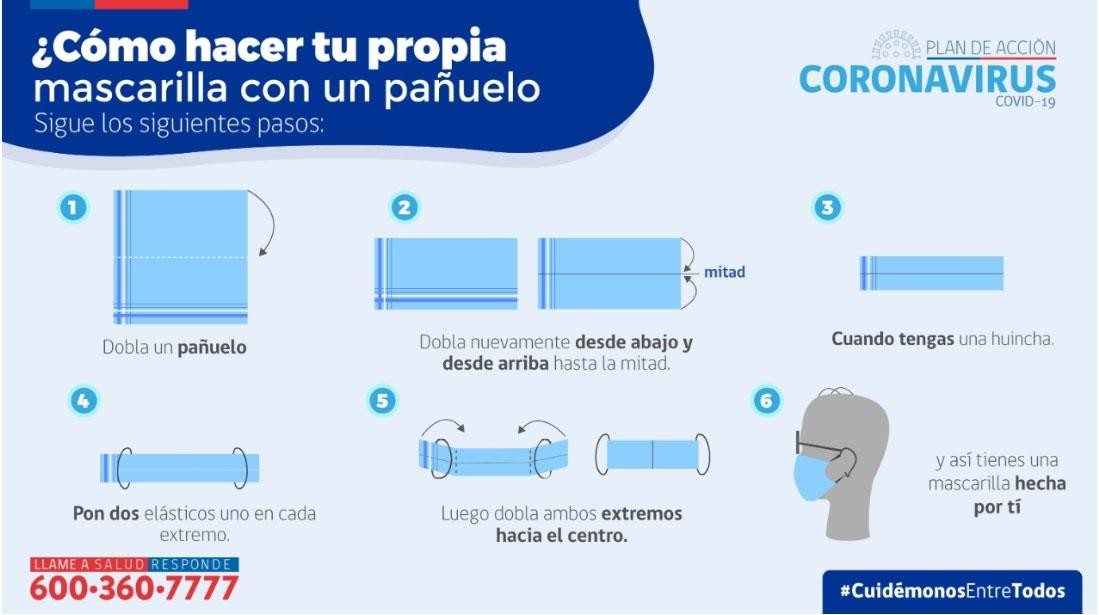 ¿Cómo hacer tu propia
mascarilla con un pañuelo
Sigue los siguientes pasos:
PLAN DE ACCIÓN
CORONAVIRUS
COVID-19
1
Dobla un pañuelo
2
mitad
Dobla nuevamente desde abajo y
desde arriba hasta la mitad.
3
Cuando tengas una huincha.
4
Pon dos elásticos uno en cada
extremo.
5
Luego dobla ambos extremos
hacia el centro.
6
y así tienes una
mascarilla hecha
por tí
LLAME A SALUD RESPONDE
600·360·7777
#CuidémonosEntreTodos